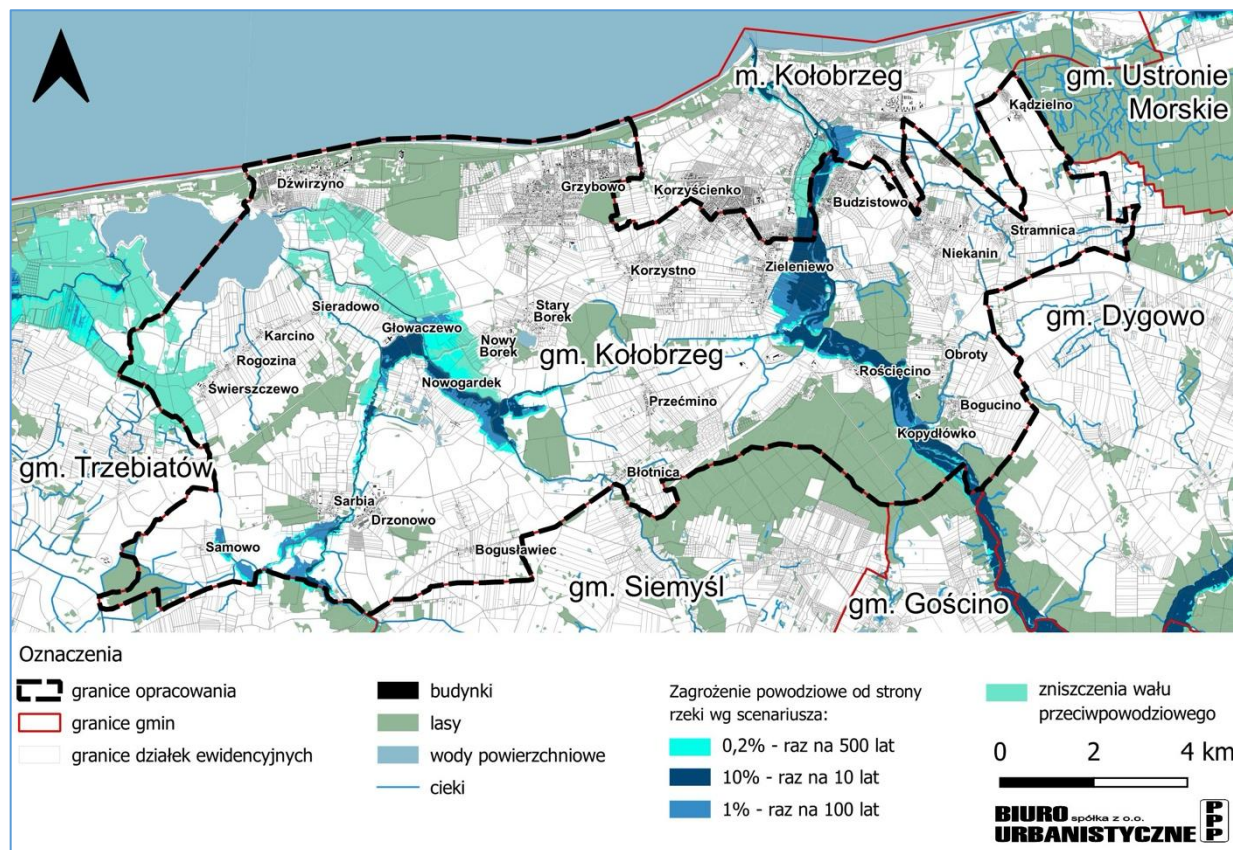 m. Kołobrzeg
gm. Ustronie
Morskie
Kądzielno
Dźwirzyno
Grzybowo
Korzyścienko
Budzistowo
Stramnica
Niekanin
Korzystno
Zieleniewo
Sieradowo
Stary
Borek
Głowaczewo
Karcino
Nowy
Borek
gm. Kołobrzeg
gm. Dygowo
Rogozina
Obroty
Rościęcino
Świerszczewo
Nowogardek
Przećmino
Bogucino
Kopydłówko
gm. Trzebiatów
Błotnica
Sarbia
Drzonowo
Samowo
Bogusławiec
gm. Siemyśl
gm. Gościno
Oznaczenia
granice opracowania
granice gmin
granice działek ewidencyjnych
budynki
lasy
wody powierzchniowe
cieki
Zagrożenie powodziowe od strony
rzeki wg scenariusza:
0,2% - raz na 500 lat
10% - raz na 10 lat
1% - raz na 100 lat
zniszczenia wału
przeciwpowodziowego
0 2 4 km
BIURO spółka z o.o.
URBANISTYCZNE
P
P
P